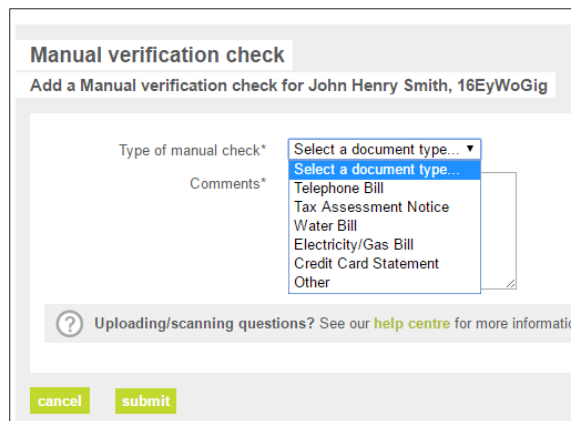 Manual verification check
Add a Manual verification check for John Henry Smith, 16EyWoGig
Type of manual check*
Select a document type...
Select a document type...
Comments*
Telephone Bill
Tax Assessment Notice
Water Bill
Electricity/Gas Bill
Credit Card Statement
Other
? Uploading/scanning questions? See our help centre for more informatio
cancel
submit